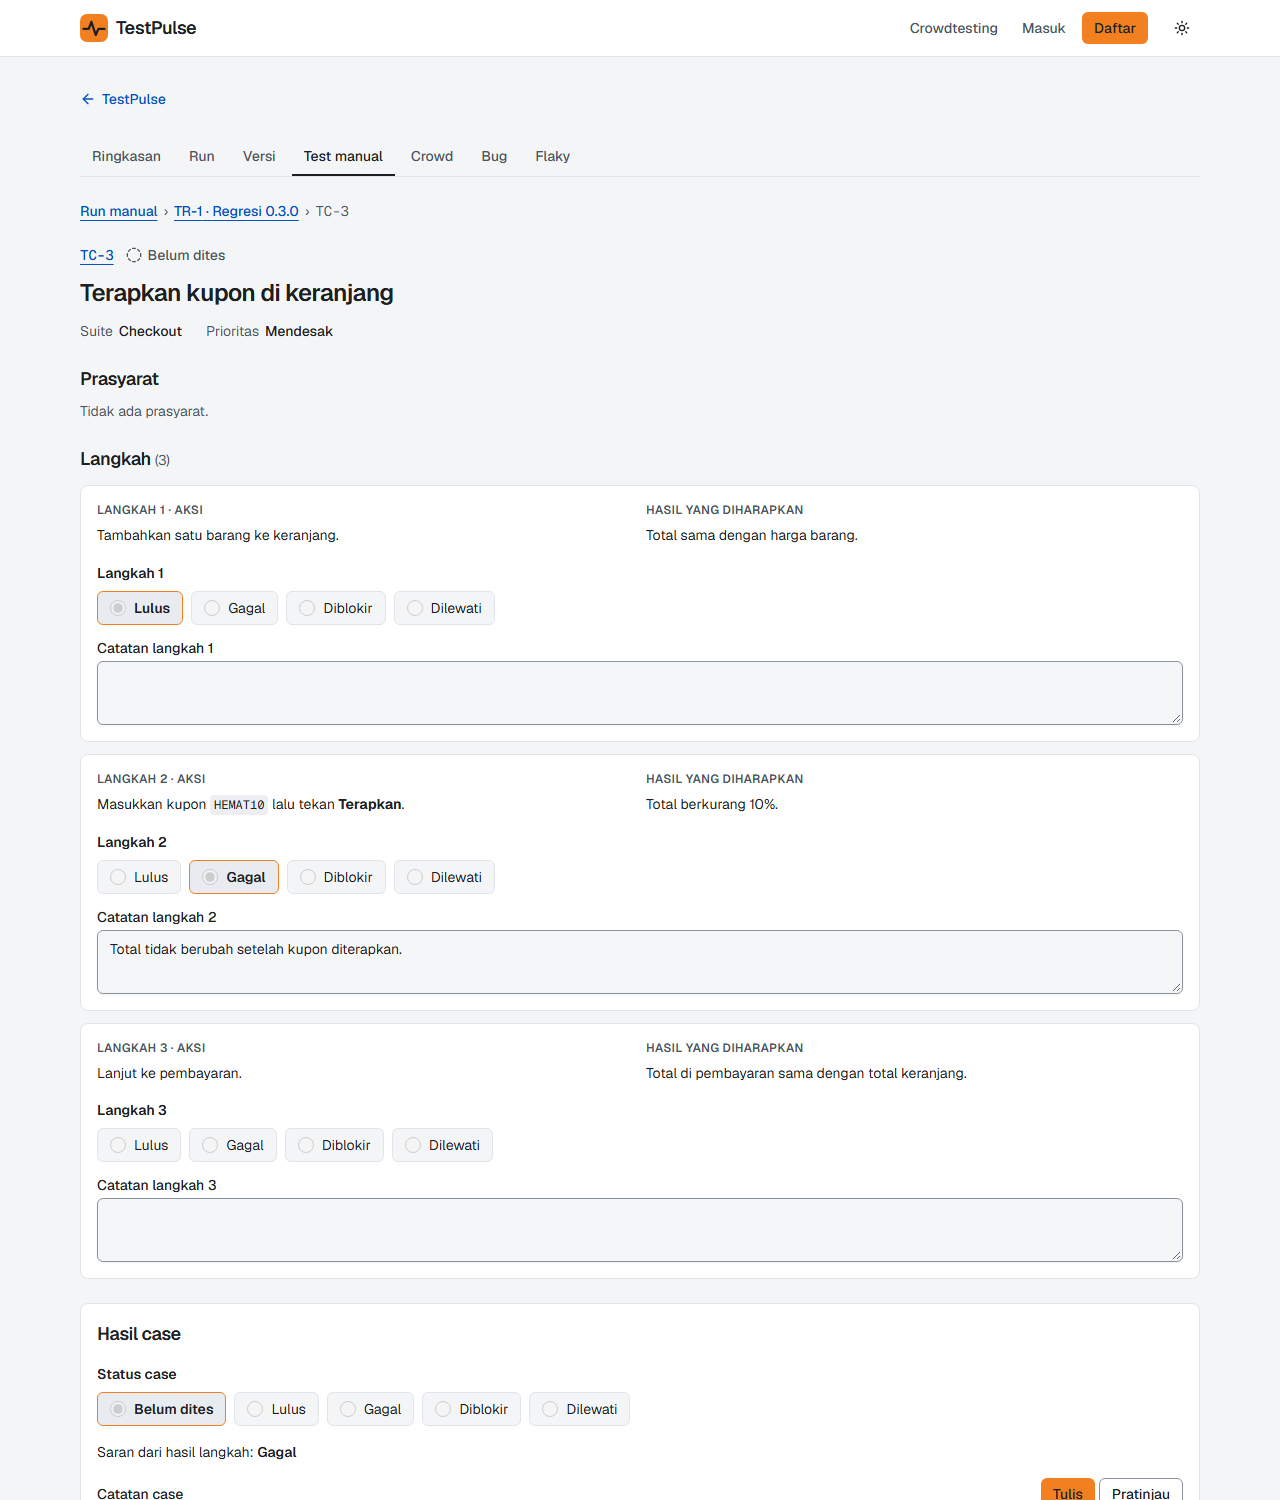 TestPulse
Crowdtesting
Masuk
Daftar
TestPulse
Ringkasan
Run
Versi
Test manual
Crowd
Bug
Flaky
Run manual › TR-1 · Regresi 0.3.0 › TC-3
TC-3 Belum dites
Terapkan kupon di keranjang
Suite Checkout Prioritas Mendesak
Prasyarat
Tidak ada prasyarat.
Langkah (3)
LANGKAH 1 · AKSI
Tambahkan satu barang ke keranjang.
HASIL YANG DIHARAPKAN
Total sama dengan harga barang.
Langkah 1
Lulus
Gagal
Diblokir
Dilewati
Catatan langkah 1
LANGKAH 2 · AKSI
Masukkan kupon HEMAT10 lalu tekan Terapkan.
HASIL YANG DIHARAPKAN
Total berkurang 10%.
Langkah 2
Lulus
Gagal
Diblokir
Dilewati
Catatan langkah 2
Total tidak berubah setelah kupon diterapkan.
LANGKAH 3 · AKSI
Lanjut ke pembayaran.
HASIL YANG DIHARAPKAN
Total di pembayaran sama dengan total keranjang.
Langkah 3
Lulus
Gagal
Diblokir
Dilewati
Catatan langkah 3
Hasil case
Status case
Belum dites
Lulus
Gagal
Diblokir
Dilewati
Saran dari hasil langkah: Gagal
Catatan case
Tulis
Pratinjau